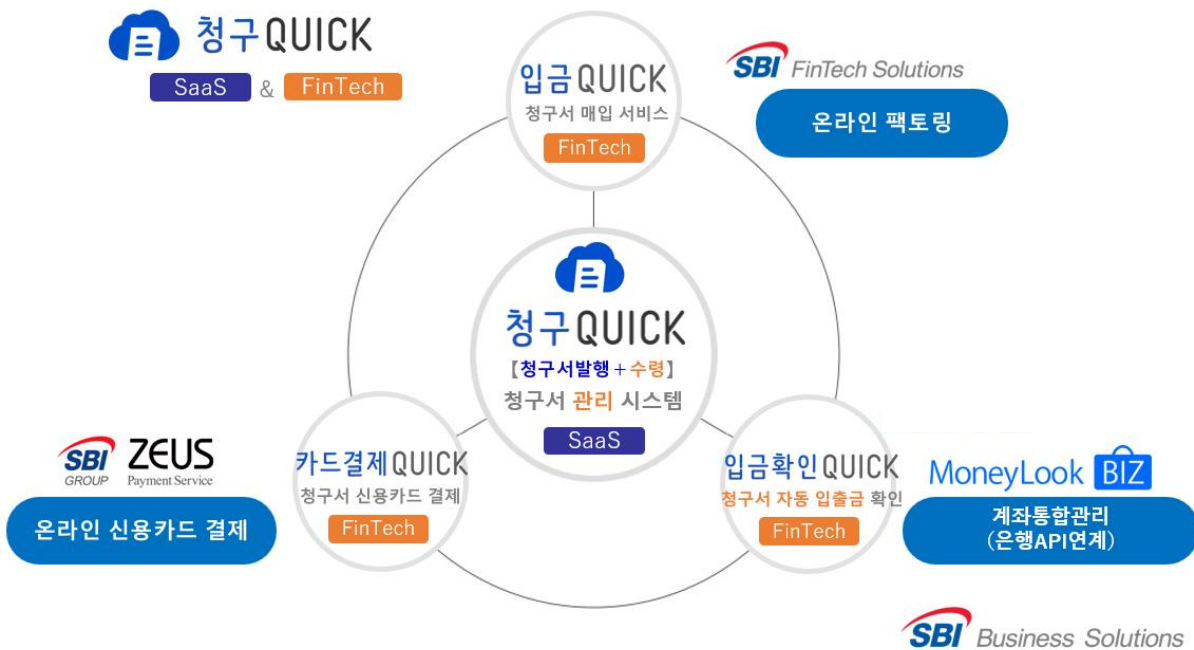 청구QUICK
SaaS & FinTech
입금QUICK
청구서 매입 서비스
FinTech
SBI FinTech Solutions
온라인 팩토링
청구QUICK
【청구서발행+수령】
청구서 관리 시스템
SaaS
SBI GROUP ZEUS Payment Service
온라인 신용카드 결제
카드결제QUICK
청구서 신용카드 결제
FinTech
입금확인QUICK
청구서 자동 입출금 확인
FinTech
MoneyLook BIZ
계좌통합관리
(은행API연계)
SBI Business Solutions